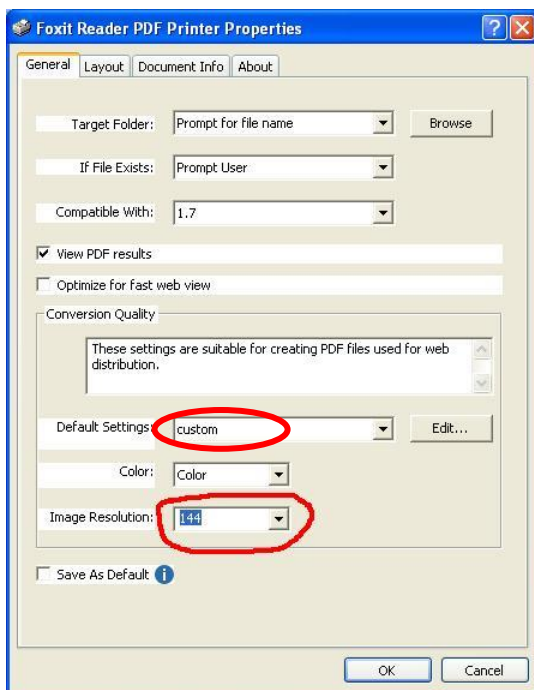 Foxit Reader PDF Printer Properties
General Layout Document Info About
Target Folder: Prompt for file name Browse
If File Exists: Prompt User
Compatible With: 1.7
View PDF results
Optimize for fast web view
Conversion Quality
These settings are suitable for creating PDF files used for web
distribution.
Default Settings: custom Edit...
Color: Color
Image Resolution: 144
Save As Default
OK Cancel